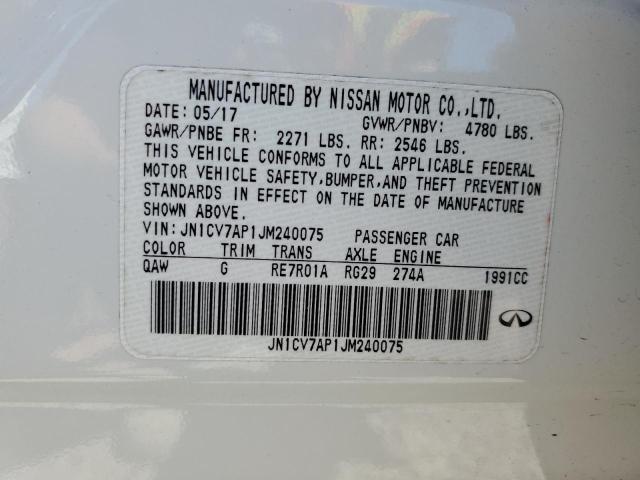 MANUFACTURED BY NISSAN MOTOR CO.,LTD.
DATE: 05/17 GVWR/PNBV: 4780 LBS.
GAWR/PNBE FR: 2271 LBS. RR: 2546 LBS.
THIS VEHICLE CONFORMS TO ALL APPLICABLE FEDERAL
MOTOR VEHICLE SAFETY,BUMPER,AND THEFT PREVENTION
STANDARDS IN EFFECT ON THE DATE OF MANUFACTURE
SHOWN ABOVE.
VIN: JN1CV7AP1JM240075 PASSENGER CAR
COLOR TRIM TRANS AXLE ENGINE
QAW G RE7R01A RG29 274A 1991CC
JN1CV7AP1JM240075